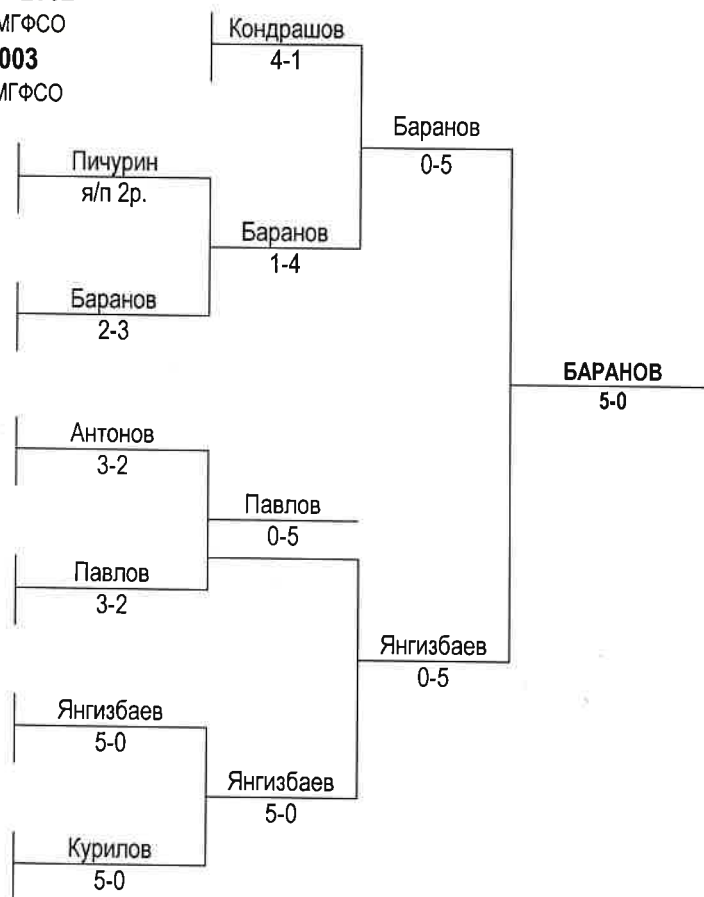 МГФСО
Кондрашов
4-1
003
МГФСО
Баранов
0-5
Пичурин
я/п 2р.
Баранов
1-4
Баранов
2-3
БАРАНОВ
5-0
Антонов
3-2
Павлов
0-5
Павлов
3-2
Янгизбаев
0-5
Янгизбаев
5-0
Янгизбаев
5-0
Курилов
5-0